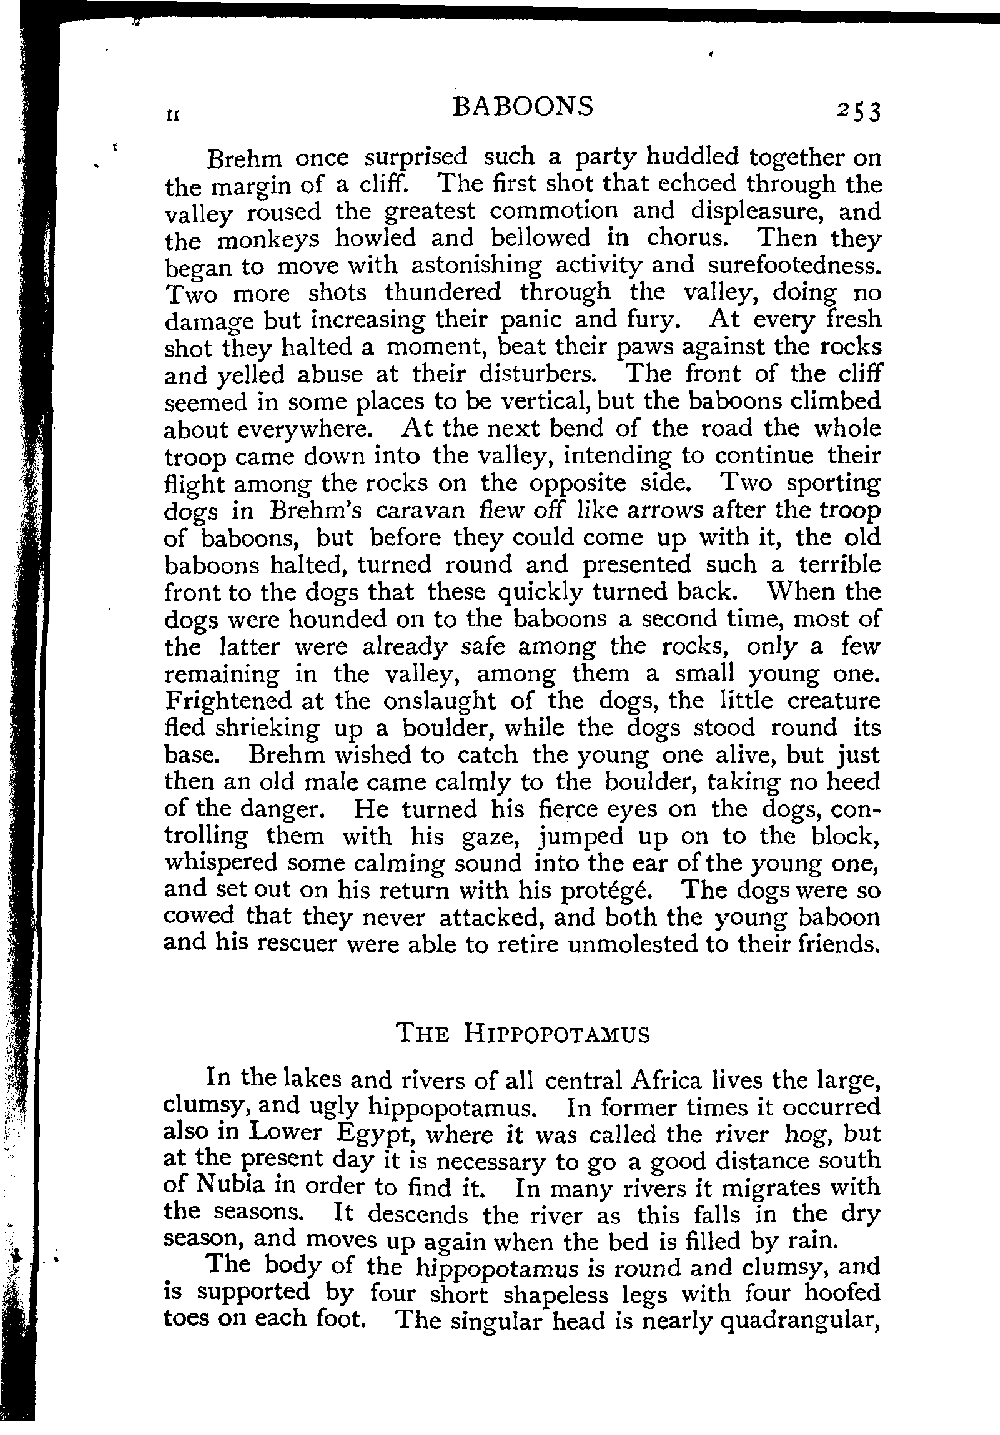 II BABOONS 253
Brehm once surprised such a party huddled together on
the margin of a cliff. The first shot that echoed through the
valley roused the greatest commotion and displeasure, and
the monkeys howled and bellowed in chorus. Then they
began to move with astonishing activity and surefootedness.
Two more shots thundered through the valley, doing no
damage but increasing their panic and fury. At every fresh
shot they halted a moment, beat their paws against the rocks
and yelled abuse at their disturbers. The front of the cliff
seemed in some places to be vertical, but the baboons climbed
about everywhere. At the next bend of the road the whole
troop came down into the valley, intending to continue their
flight among the rocks on the opposite side. Two sporting
dogs in Brehm's caravan flew off like arrows after the troop
of baboons, but before they could come up with it, the old
baboons halted, turned round and presented such a terrible
front to the dogs that these quickly turned back. When the
dogs were hounded on to the baboons a second time, most of
the latter were already safe among the rocks, only a few
remaining in the valley, among them a small young one.
Frightened at the onslaught of the dogs, the little creature
fled shrieking up a boulder, while the dogs stood round its
base. Brehm wished to catch the young one alive, but just
then an old male came calmly to the boulder, taking no heed
of the danger. He turned his fierce eyes on the dogs, con-
trolling them with his gaze, jumped up on to the block,
whispered some calming sound into the ear of the young one,
and set out on his return with his protégé. The dogs were so
cowed that they never attacked, and both the young baboon
and his rescuer were able to retire unmolested to their friends.
THE HIPPOPOTAMUS
In the lakes and rivers of all central Africa lives the large,
clumsy, and ugly hippopotamus. In former times it occurred
also in Lower Egypt, where it was called the river hog, but
at the present day it is necessary to go a good distance south
of Nubia in order to find it. In many rivers it migrates with
the seasons. It descends the river as this falls in the dry
season, and moves up again when the bed is filled by rain.
The body of the hippopotamus is round and clumsy, and
is supported by four short shapeless legs with four hoofed
toes on each foot. The singular head is nearly quadrangular,